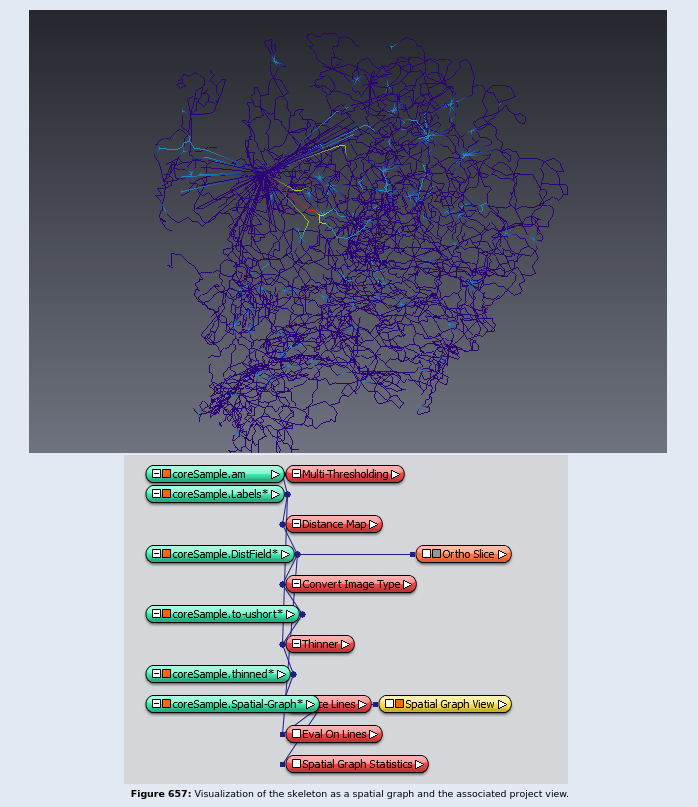 coreSample.am
Multi-Thresholding
coreSample.Labels*
Distance Map
coreSample.DistField*
Ortho Slice
Convert Image Type
coreSample.to-ushort*
Thinner
coreSample.thinned*
coreSample.Spatial-Graph*
ce Lines
Spatial Graph View
Eval On Lines
Spatial Graph Statistics
Figure 657: Visualization of the skeleton as a spatial graph and the associated project view.